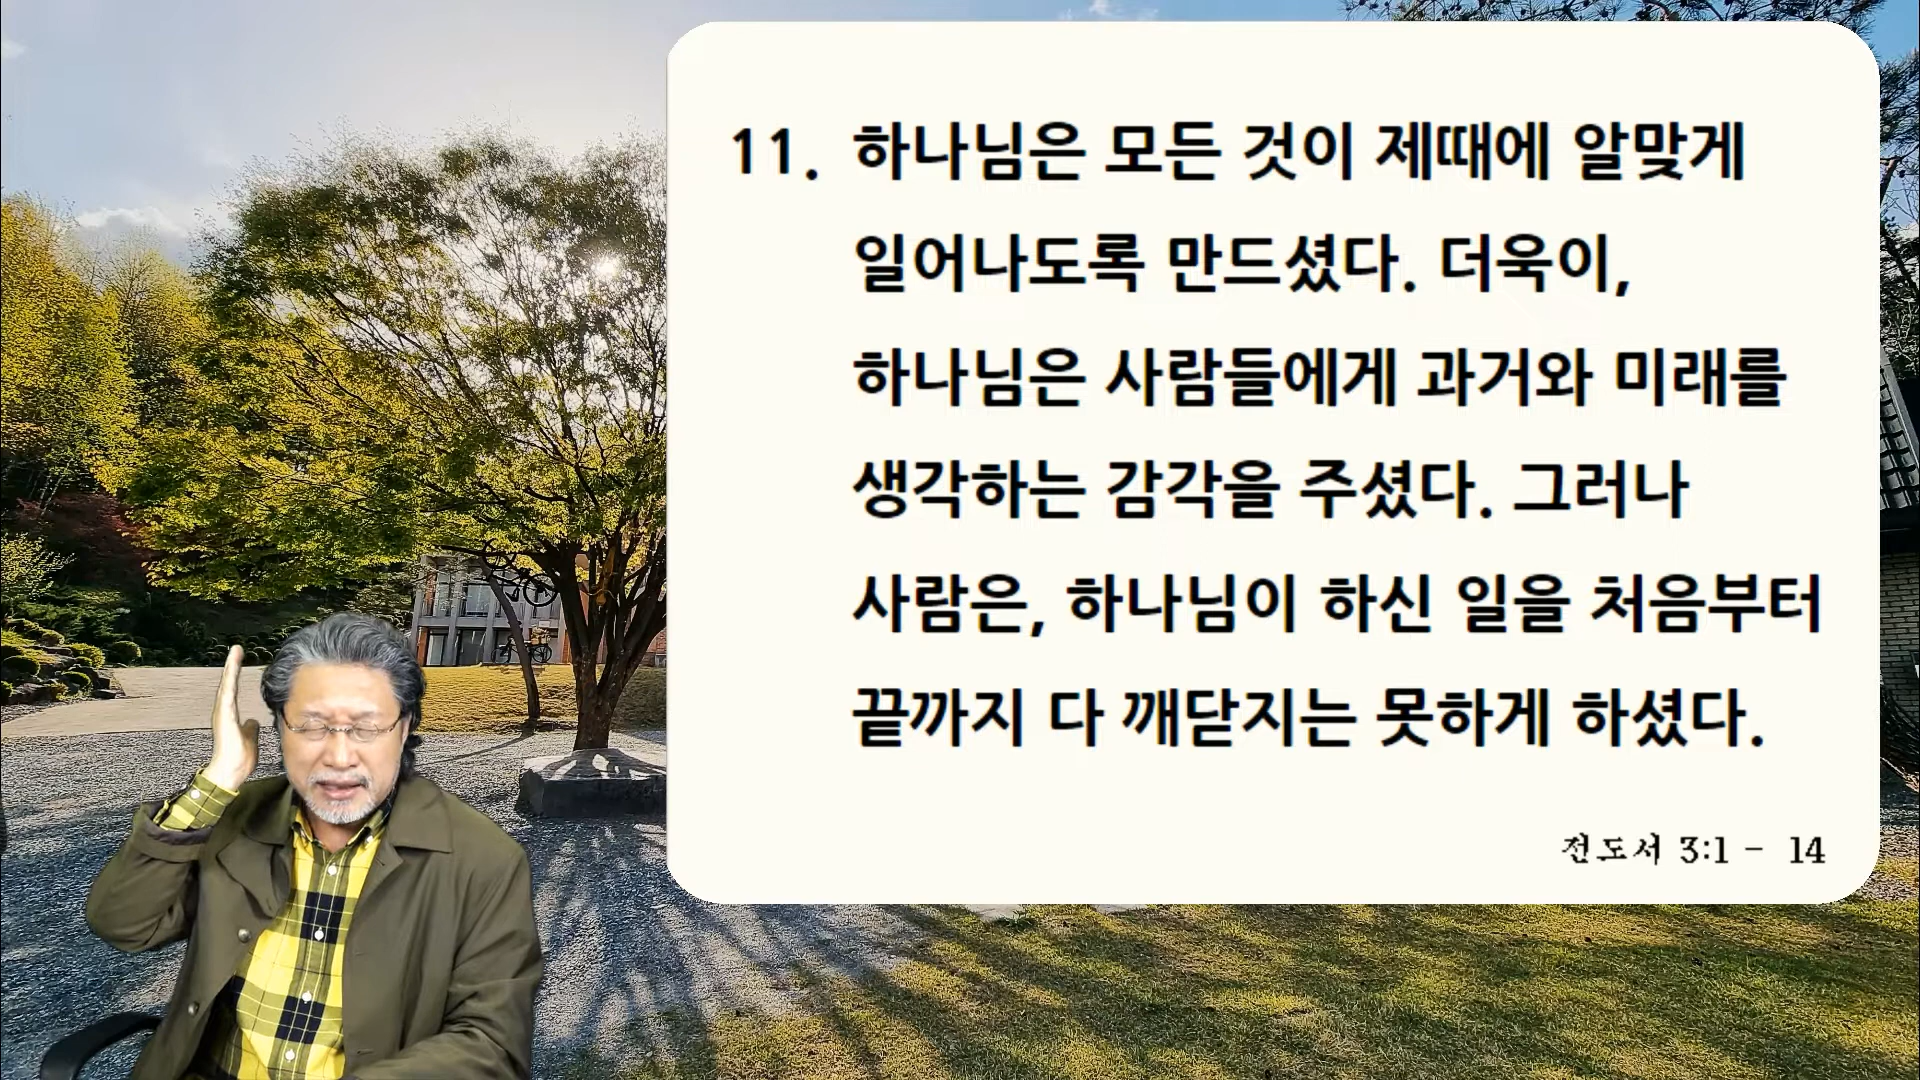 11. 하나님은 모든 것이 제때에 알맞게
일어나도록 만드셨다. 더욱이,
하나님은 사람들에게 과거와 미래를
생각하는 감각을 주셨다. 그러나
사람은, 하나님이 하신 일을 처음부터
끝까지 다 깨닫지는 못하게 하셨다.
전도서 3:1 - 14